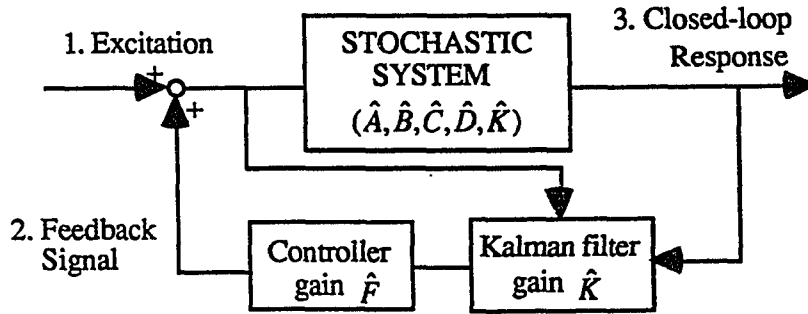 1. Excitation
+
+
STOCHASTIC
SYSTEM
(Â,B̂,Ĉ,D̂,K̂)
3. Closed-loop
Response
2. Feedback
Signal
Controller
gain F̂
Kalman filter
gain K̂